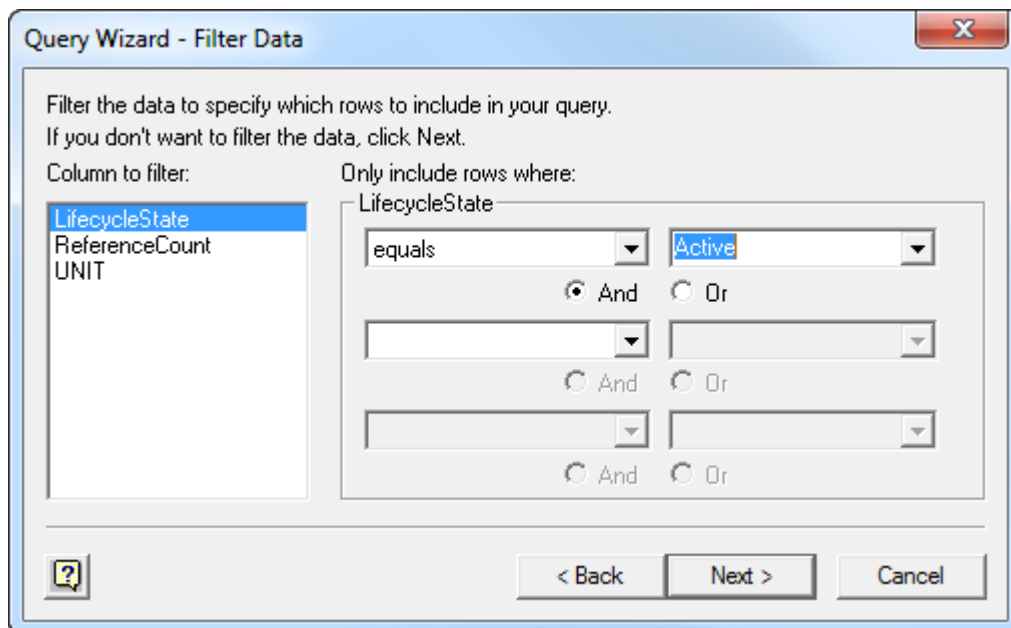 Query Wizard - Filter Data
Filter the data to specify which rows to include in your query.
If you don't want to filter the data, click Next.
Column to filter:
Only include rows where:
LifecycleState
ReferenceCount
UNIT
LifecycleState
equals
Active
And
Or
And
Or
And
Or
< Back
Next >
Cancel